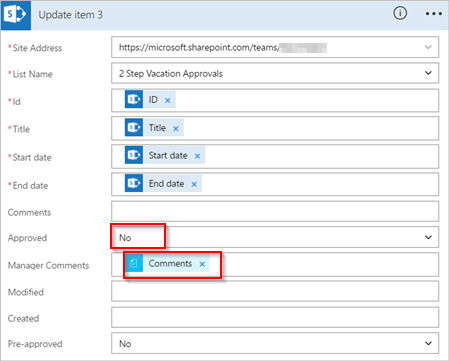 Update item 3
* Site Address https://microsoft.sharepoint.com/teams/
* List Name 2 Step Vacation Approvals
* Id ID ×
* Title Title ×
* Start date Start date ×
* End date End date ×
Comments
Approved No
Manager Comments Comments ×
Modified
Created
Pre-approved No